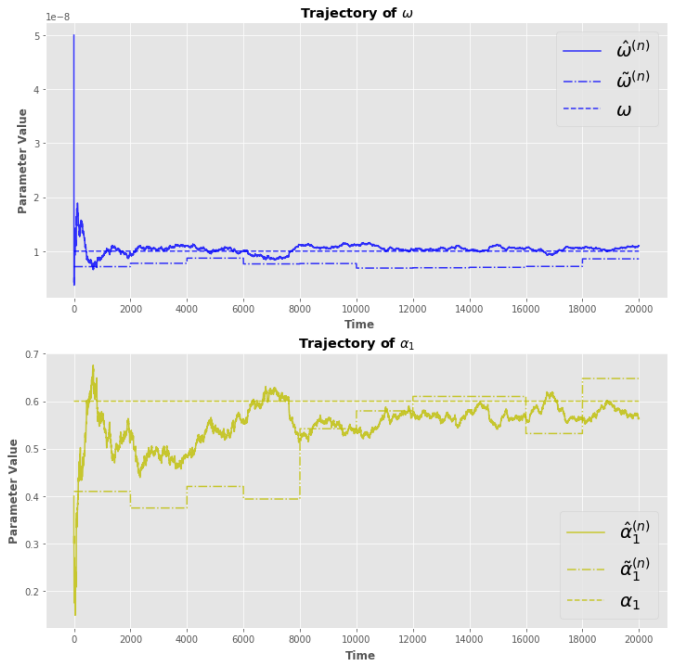 Trajectory of ω
1e−8
5
4
3
2
1
Parameter Value
ω̂⁽ⁿ⁾
ω̃⁽ⁿ⁾
ω
0 2000 4000 6000 8000 10000 12000 14000 16000 18000 20000
Time
Trajectory of α₁
0.7
0.6
0.5
0.4
0.3
0.2
Parameter Value
α̂₁⁽ⁿ⁾
α̃₁⁽ⁿ⁾
α₁
0 2000 4000 6000 8000 10000 12000 14000 16000 18000 20000
Time